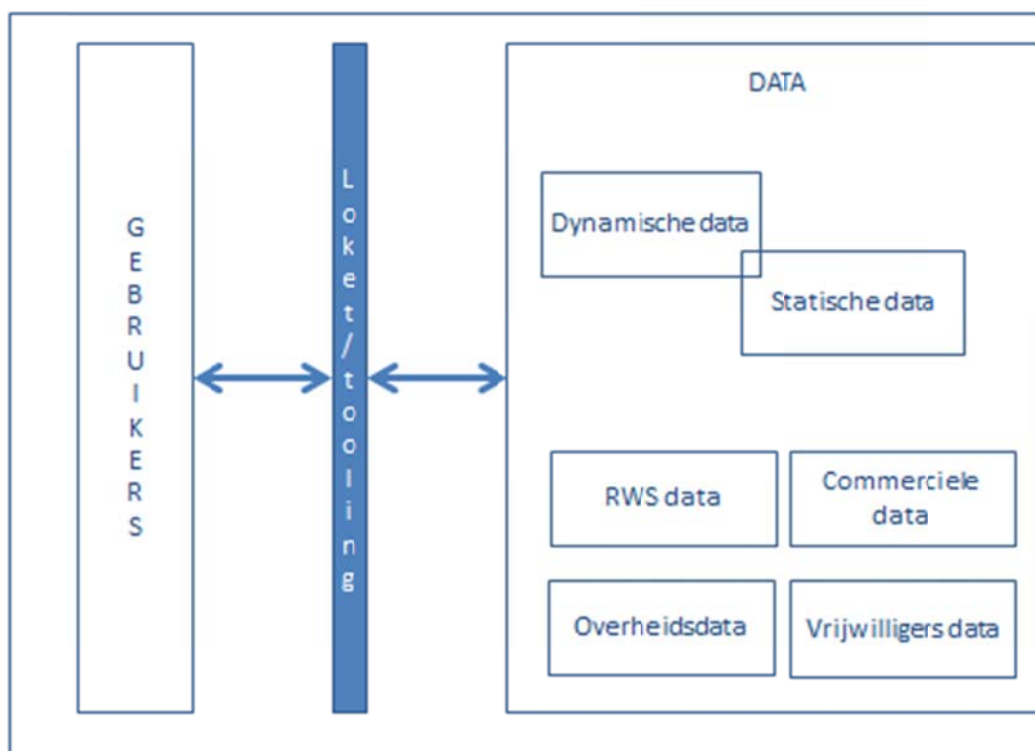 GEBRUIKERS
Loket/tooling
DATA
Dynamische data
Statische data
RWS data
Commerciele
data
Overheidsdata
Vrijwilligers data